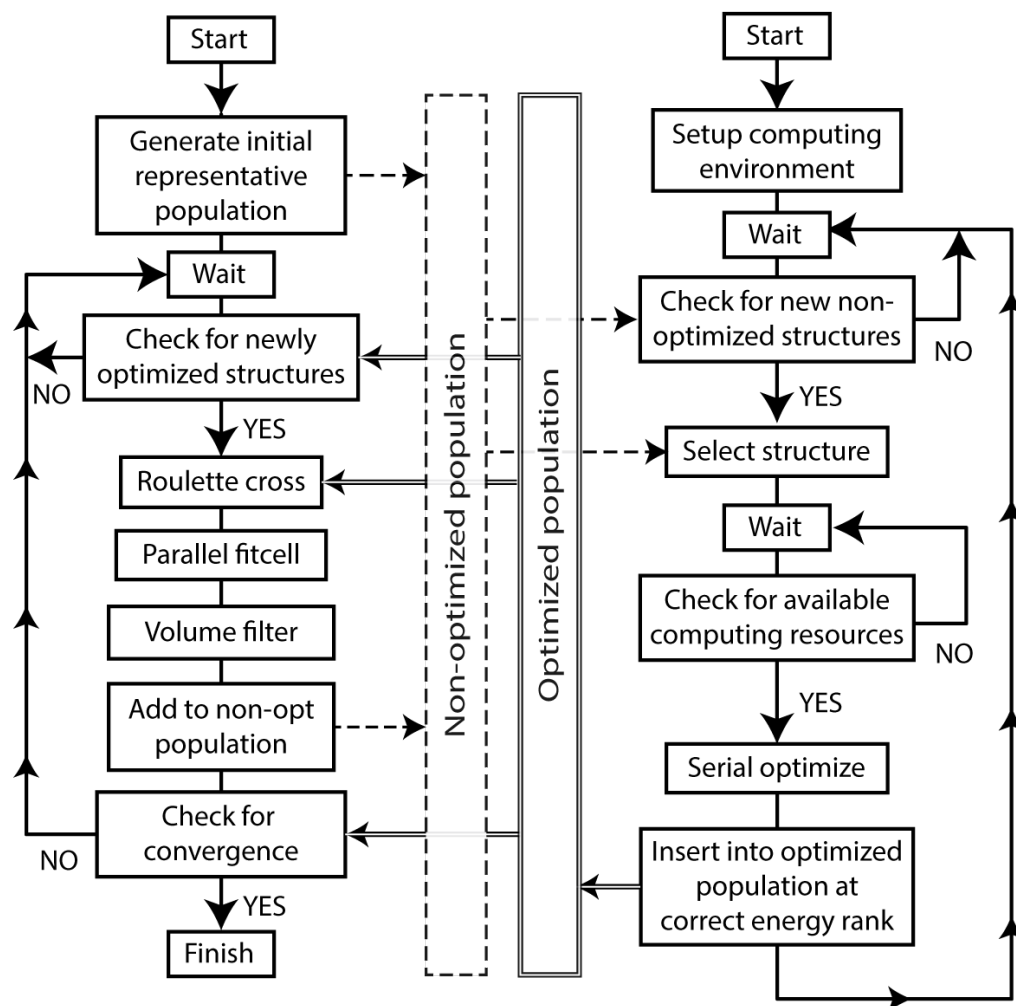 Start
Generate initial
representative
population
Wait
Check for newly
optimized structures
NO
YES
Roulette cross
Parallel fitcell
Volume filter
Add to non-opt
population
Check for
convergence
NO
YES
Finish
Non-optimized population
Optimized population
Start
Setup computing
environment
Wait
Check for new non-
optimized structures
NO
YES
Select structure
Wait
Check for available
computing resources
NO
YES
Serial optimize
Insert into optimized
population at
correct energy rank